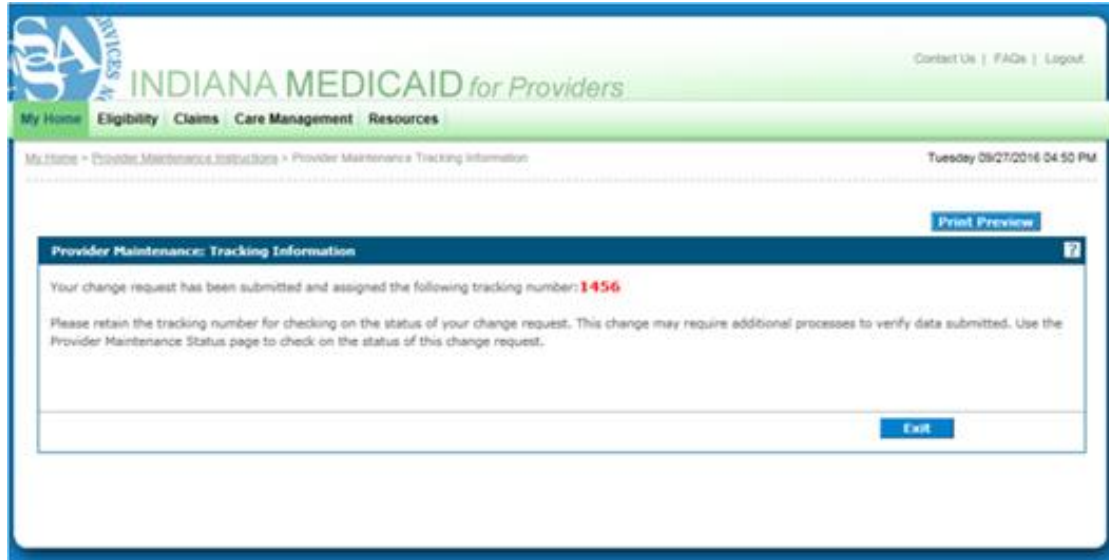 SERVICES
Contact Us | FAQs | Logout
INDIANA MEDICAID for Providers
My Home Eligibility Claims Care Management Resources
My Home > Provider Maintenance Instructions > Provider Maintenance Tracking Information
Tuesday 09/27/2016 04:50 PM
Print Preview
Provider Maintenance: Tracking Information ?
Your change request has been submitted and assigned the following tracking number:1456
Please retain the tracking number for checking on the status of your change request. This change may require additional processes to verify data submitted. Use the
Provider Maintenance Status page to check on the status of this change request.
Exit